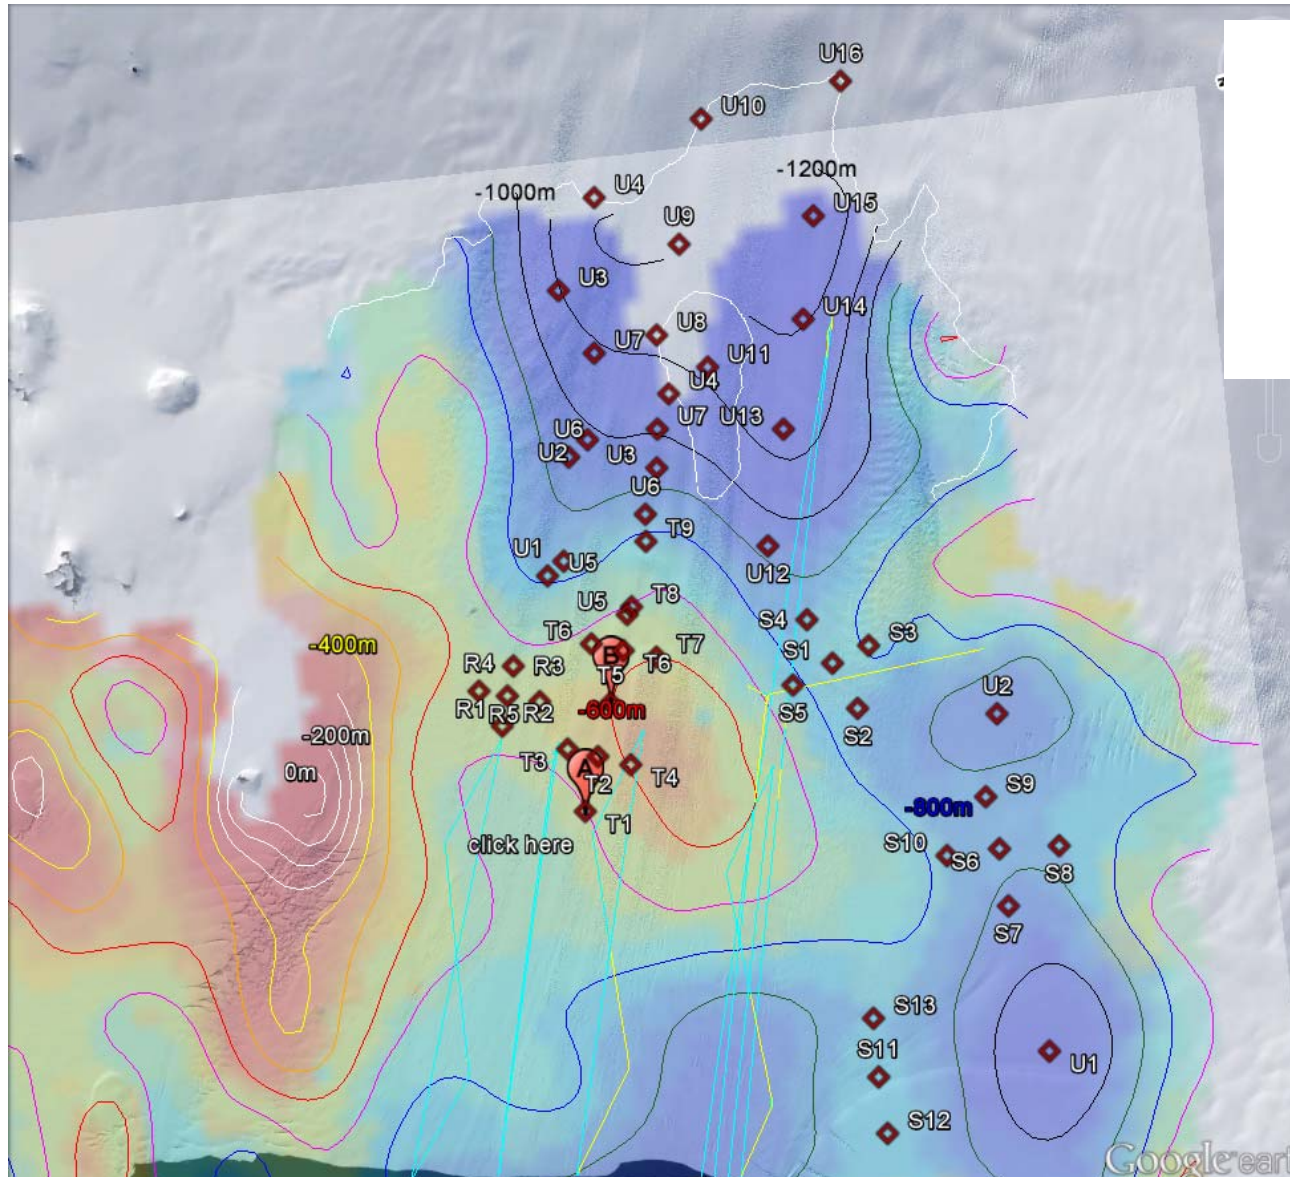 U16
U10
-1200m
-1000m
U4
U15
U9
U3
U14
U8
U7
U11
U4
U7
U13
U6
U2
U3
U6
T9
U1
U5
U12
U5
T8
S4
T6
S3
-400m
B
T7
S1
R4
R3
T5
T6
R1
R5
R2
-600m
S5
U2
S2
-200m
0m
T3
A
T2
T4
S9
-800m
T1
click here
S10
S6
S8
S7
S13
S11
U1
S12
Google earth